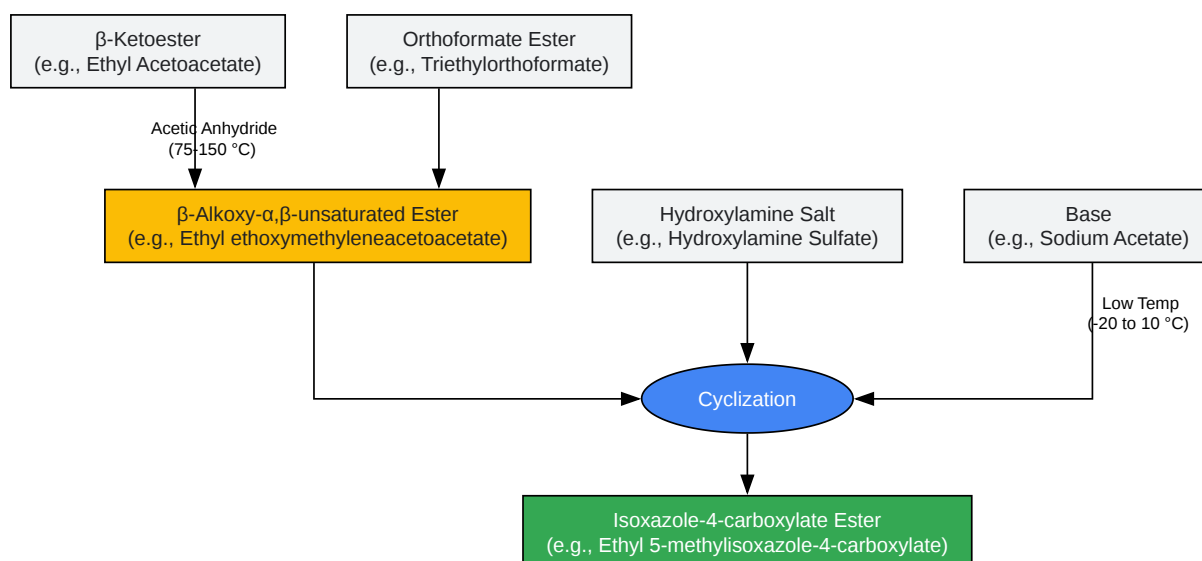 β-Ketoester
(e.g., Ethyl Acetoacetate)
Orthoformate Ester
(e.g., Triethylorthoformate)
Acetic Anhydride
(75-150 °C)
β-Alkoxy-α,β-unsaturated Ester
(e.g., Ethyl ethoxymethyleneacetoacetate)
Hydroxylamine Salt
(e.g., Hydroxylamine Sulfate)
Base
(e.g., Sodium Acetate)
Low Temp
(-20 to 10 °C)
Cyclization
Isoxazole-4-carboxylate Ester
(e.g., Ethyl 5-methylisoxazole-4-carboxylate)